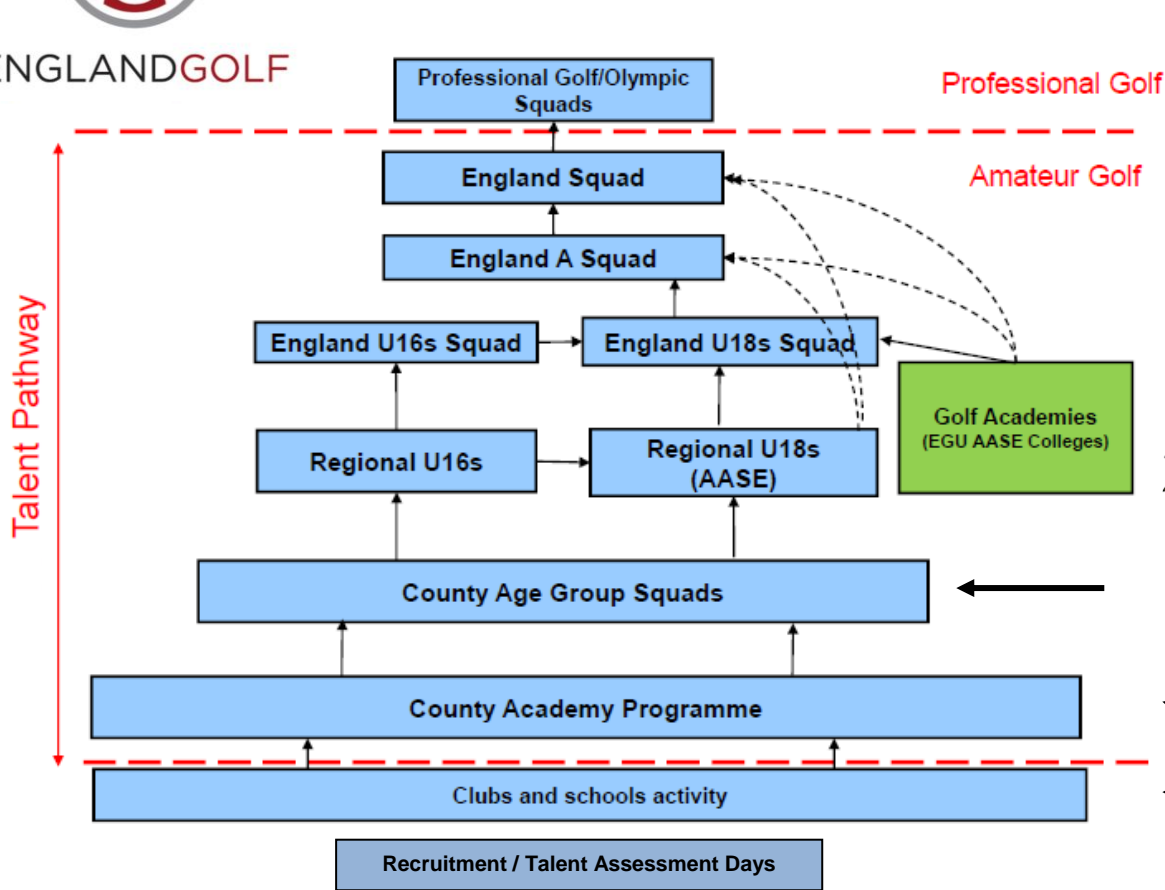 ENGLANDGOLF
Professional Golf/Olympic
Squads
Professional Golf
England Squad
Amateur Golf
England A Squad
England U16s Squad
England U18s Squad
Golf Academies
(EGU AASE Colleges)
Regional U16s
Regional U18s
(AASE)
Talent Pathway
County Age Group Squads
County Academy Programme
Clubs and schools activity
Recruitment / Talent Assessment Days